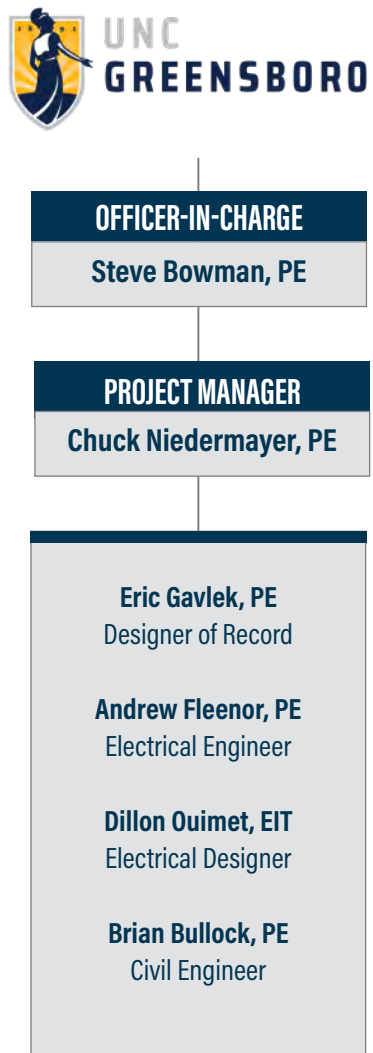 UNC
GREENSBORO
OFFICER-IN-CHARGE
Steve Bowman, PE
PROJECT MANAGER
Chuck Niedermayer, PE
Eric Gavlek, PE
Designer of Record
Andrew Fleenor, PE
Electrical Engineer
Dillon Ouimet, EIT
Electrical Designer
Brian Bullock, PE
Civil Engineer